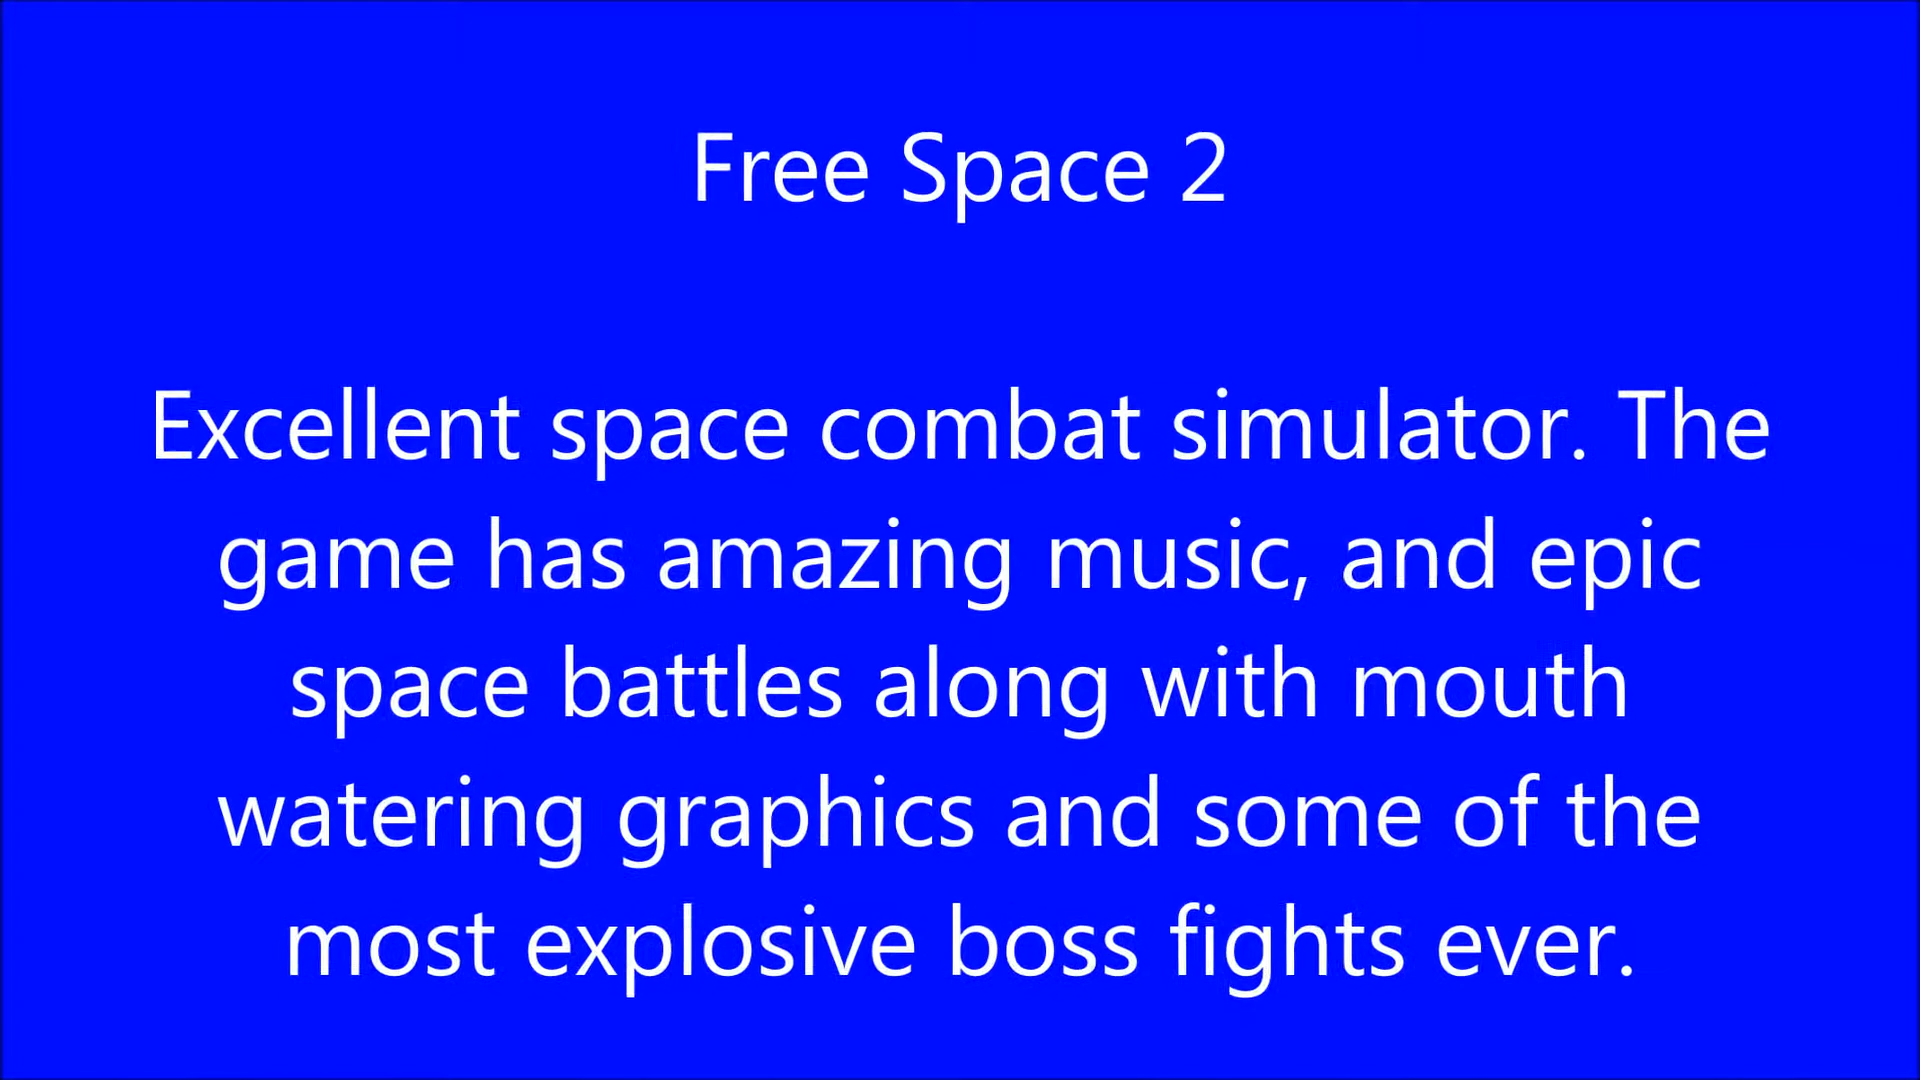 Free Space 2
Excellent space combat simulator. The
game has amazing music, and epic
space battles along with mouth
watering graphics and some of the
most explosive boss fights ever.